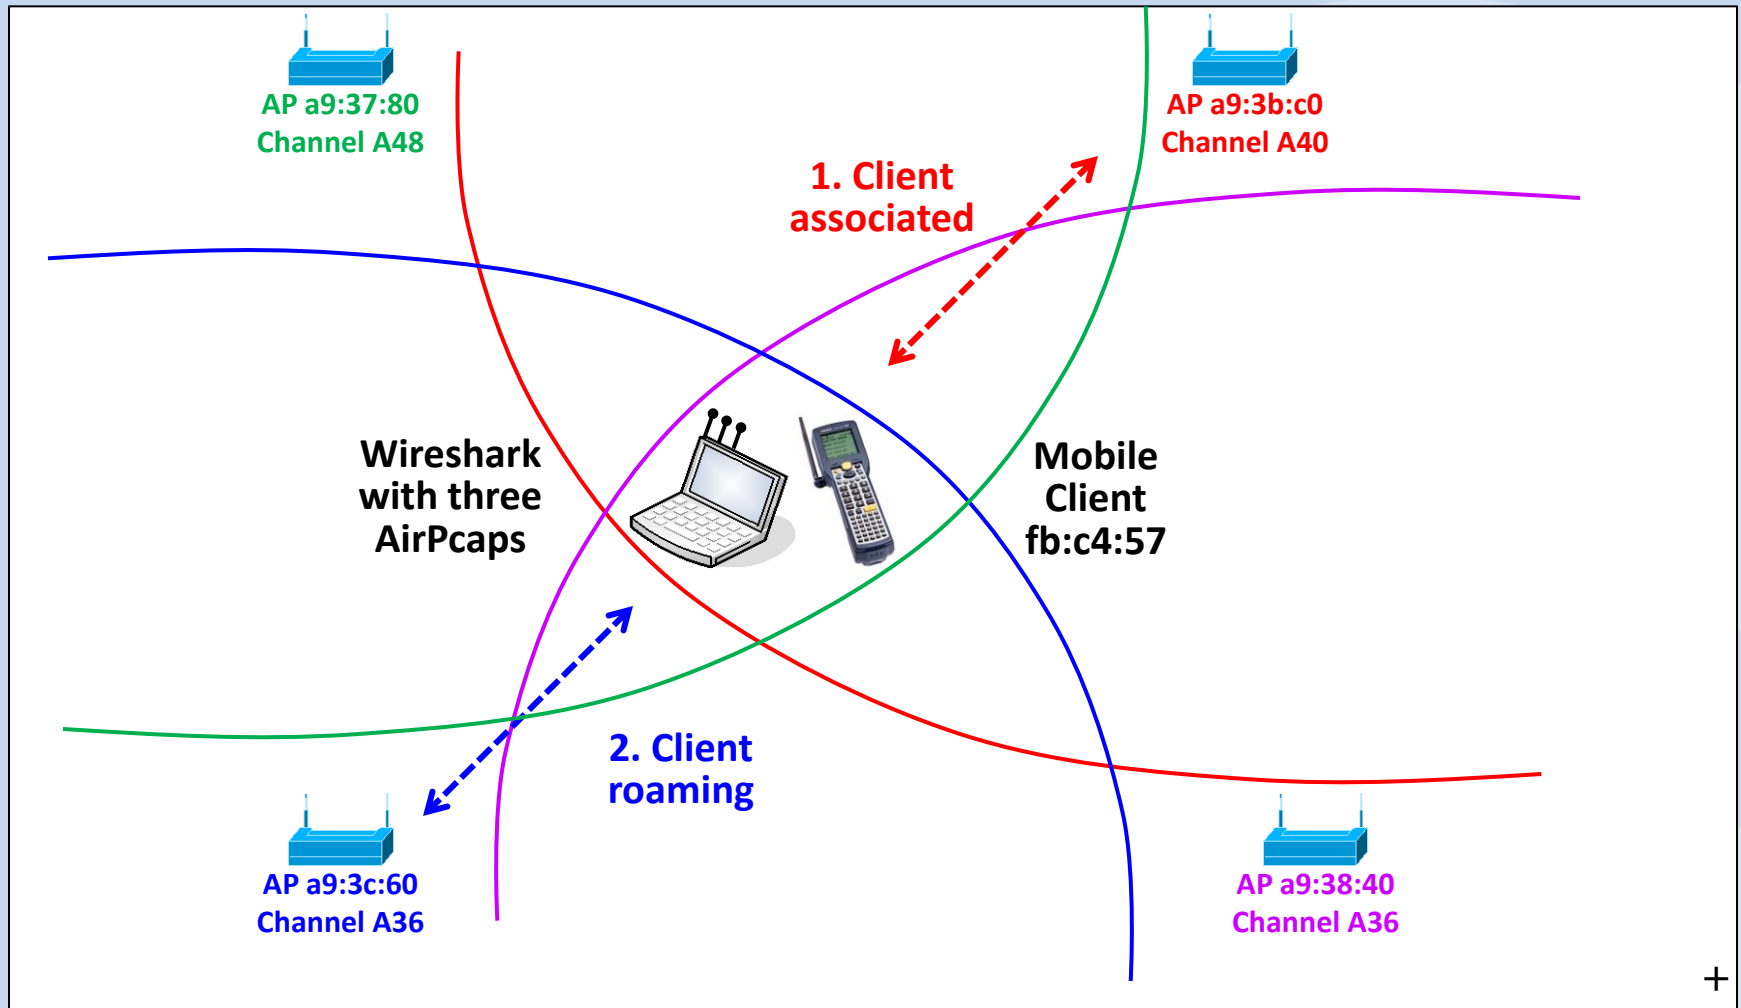 AP a9:37:80
Channel A48
AP a9:3b:c0
Channel A40
1. Client
associated
Wireshark
with three
AirPcaps
Mobile
Client
fb:c4:57
2. Client
roaming
AP a9:3c:60
Channel A36
AP a9:38:40
Channel A36
+